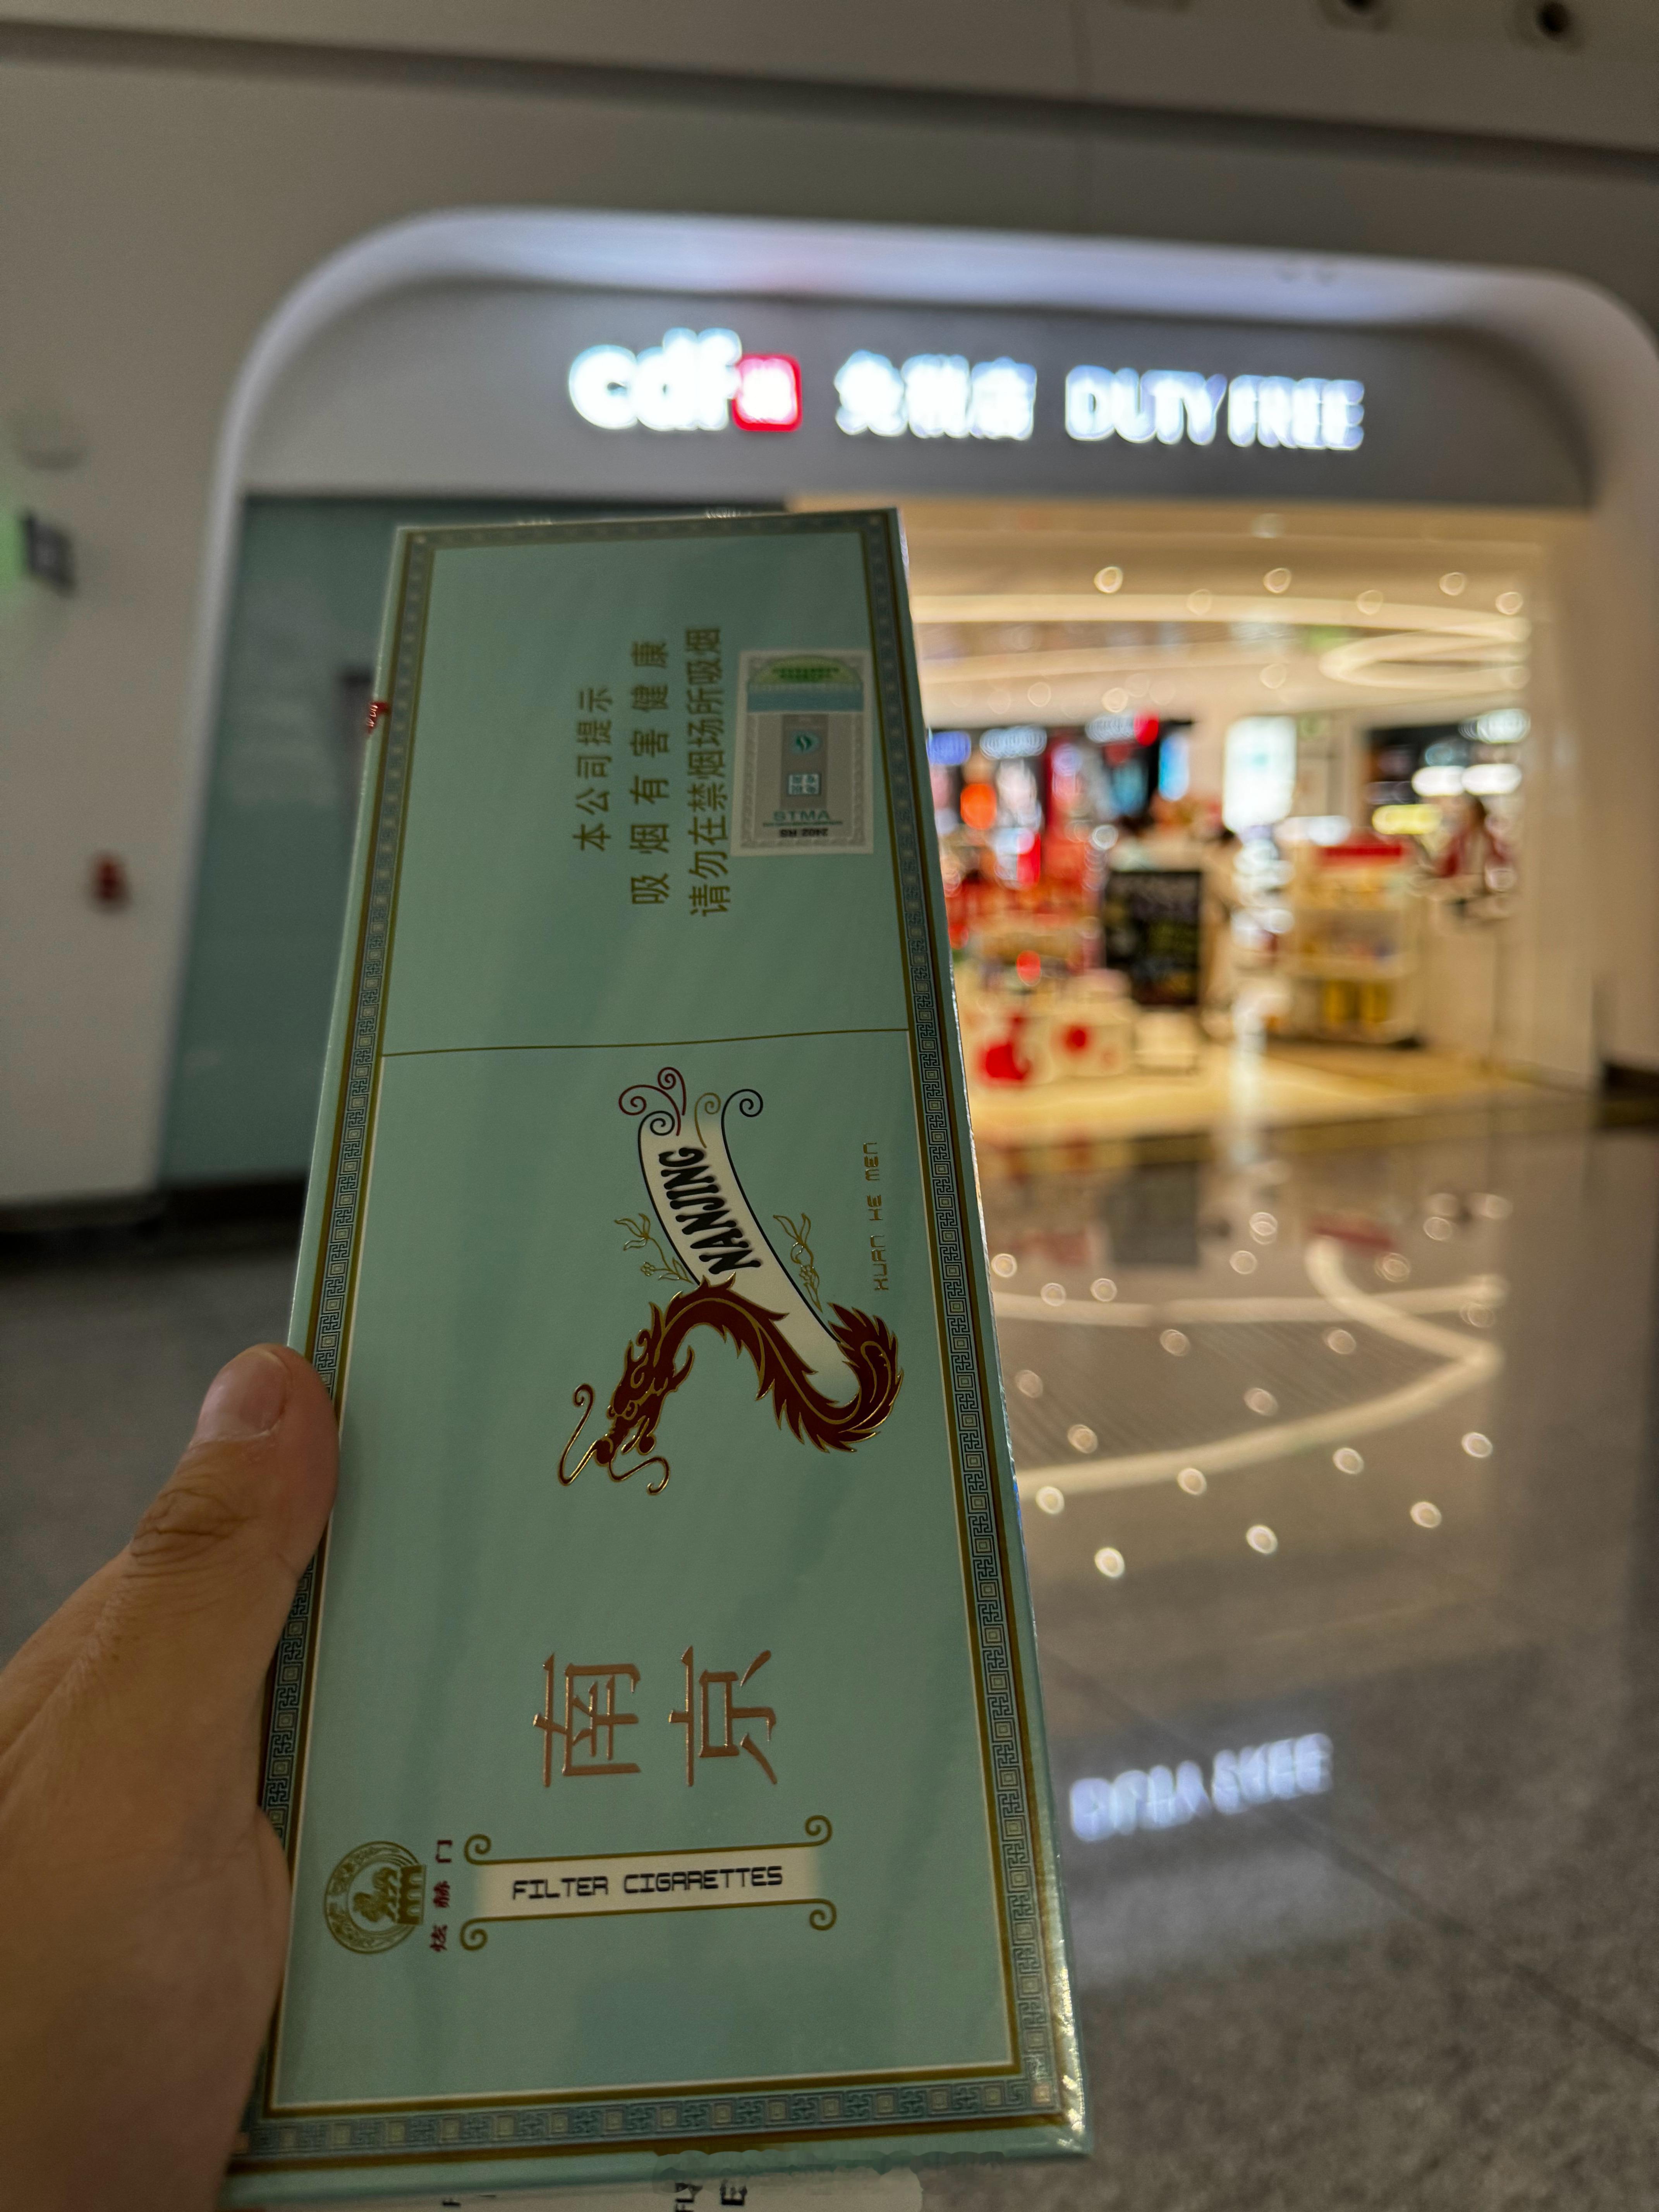 cdf 免税店 DUTY FREE
本公司提示
吸烟有害健康
请勿在禁烟场所吸烟
STMA
2402 RS
NANJING
XUAN HE MEN
南京
炫赫门
FILTER CIGARETTES